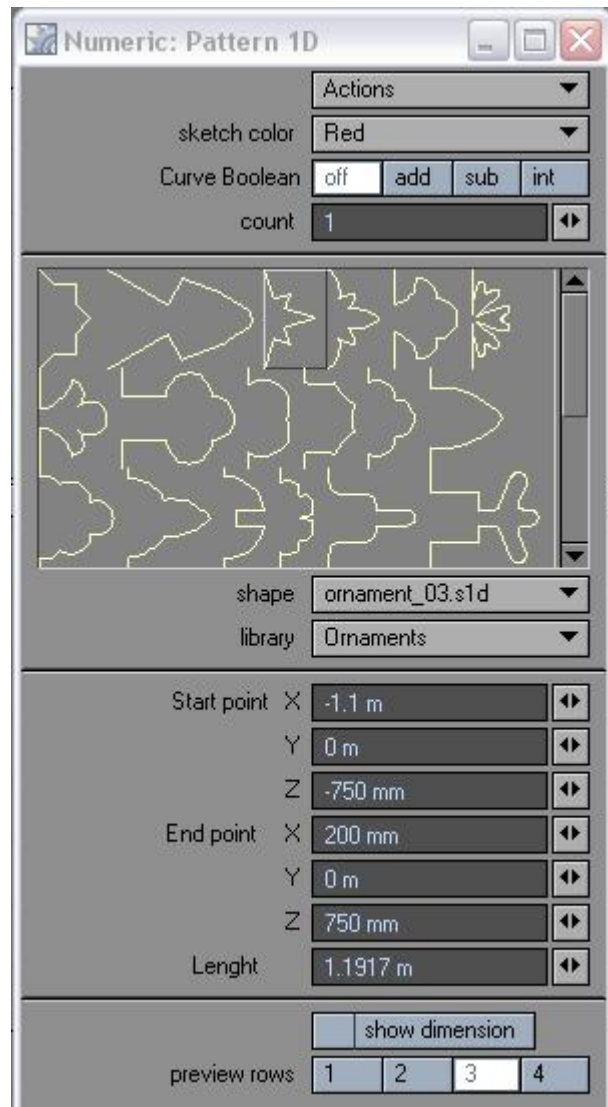 Numeric: Pattern 1D
Actions
sketch color Red
Curve Boolean off add sub int
count 1
shape ornament_03.s1d
library Ornaments
Start point X -1.1 m
Y 0 m
Z -750 mm
End point X 200 mm
Y 0 m
Z 750 mm
Lenght 1.1917 m
show dimension
preview rows 1 2 3 4